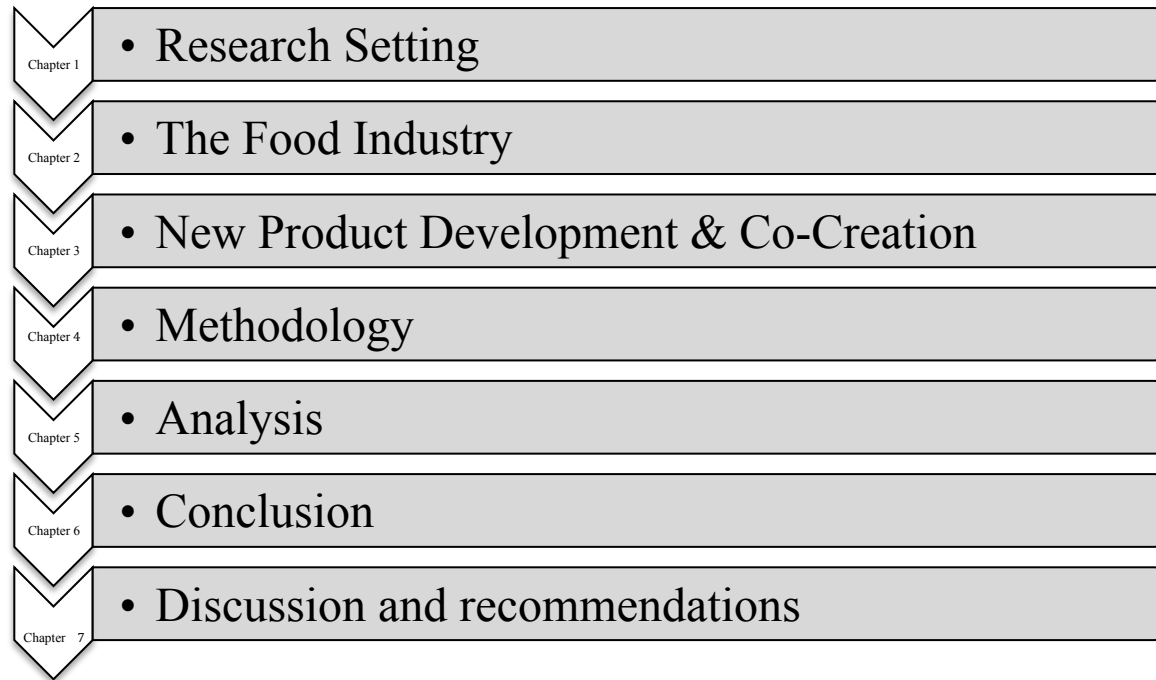 Chapter 1
• Research Setting
Chapter 2
• The Food Industry
Chapter 3
• New Product Development & Co-Creation
Chapter 4
• Methodology
Chapter 5
• Analysis
Chapter 6
• Conclusion
Chapter 7
• Discussion and recommendations